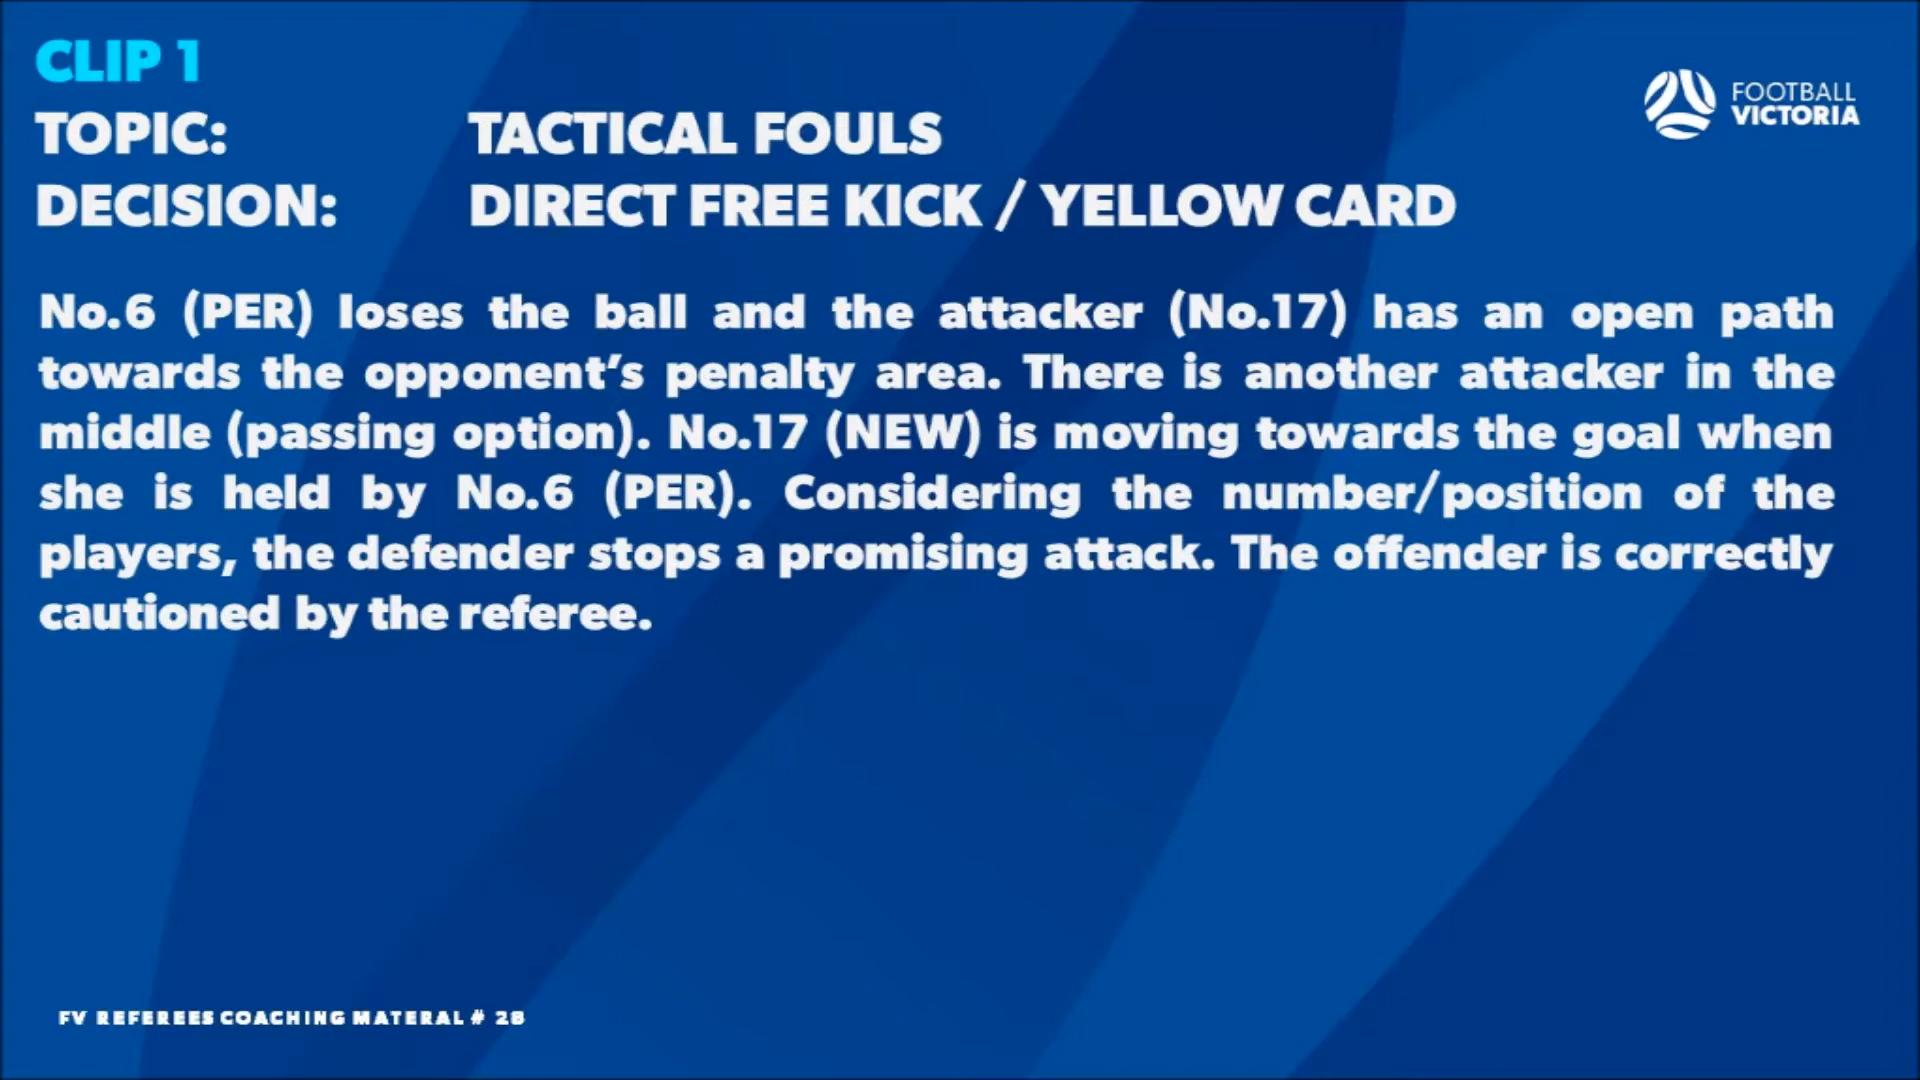 CLIP 1
FOOTBALL
VICTORIA
TOPIC: TACTICAL FOULS
DECISION: DIRECT FREE KICK / YELLOW CARD
No.6 (PER) loses the ball and the attacker (No.17) has an open path
towards the opponent’s penalty area. There is another attacker in the
middle (passing option). No.17 (NEW) is moving towards the goal when
she is held by No.6 (PER). Considering the number/position of the
players, the defender stops a promising attack. The offender is correctly
cautioned by the referee.
FV REFEREES COACHING MATERAL # 28